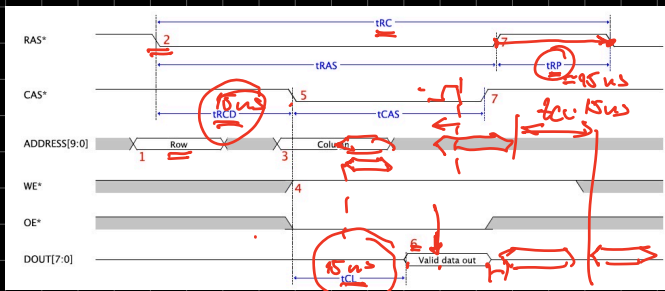 tRC
RAS* 2 7
tRAS tRP
= 15 ns
CAS* 5 7
15 ns
tRCD tCAS
tCL: 15 ns
ADDRESS[9:0] Row Column
1 3
WE* 4
OE*
6
DOUT[7:0] Valid data out
15 ns
tCL